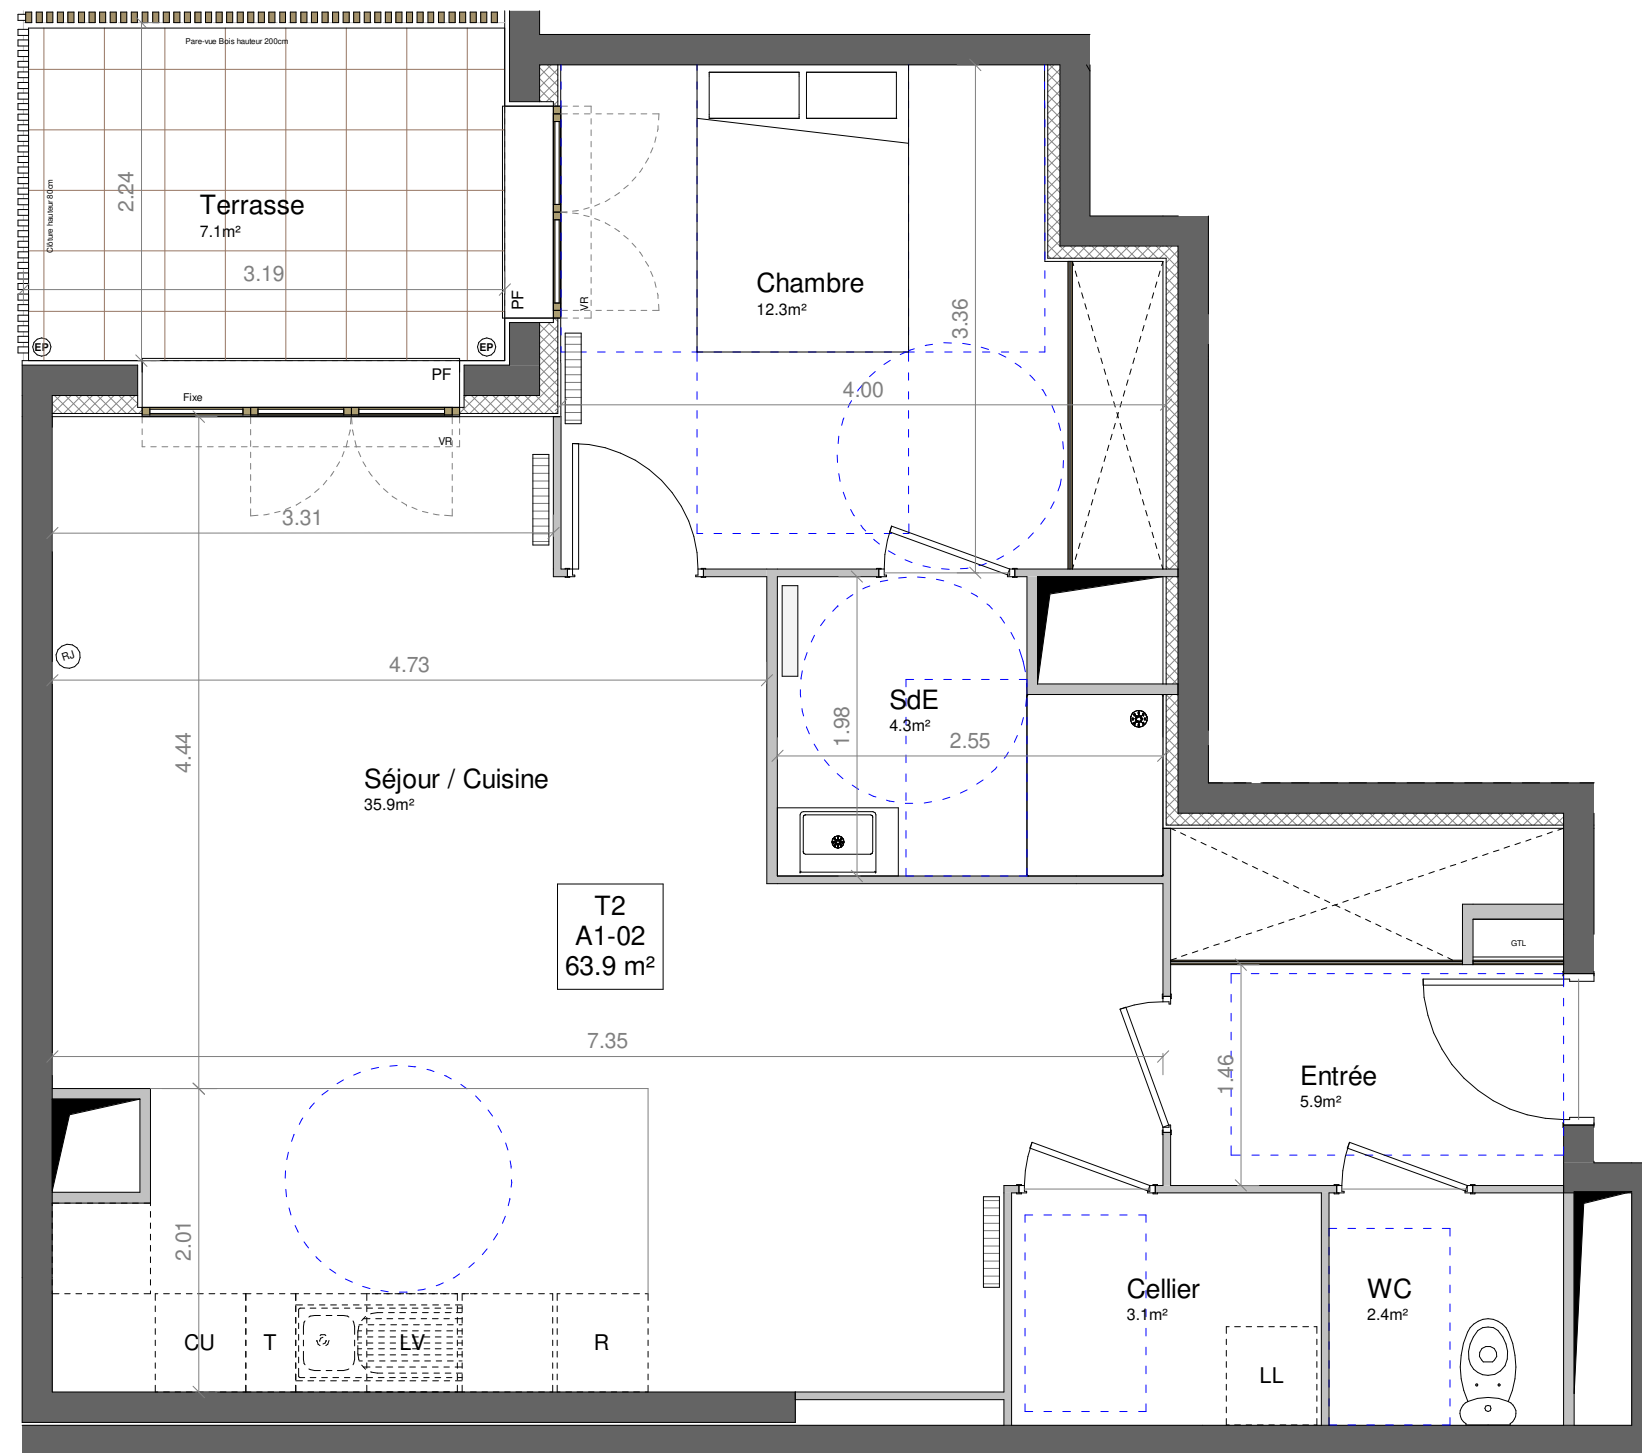 Pare-vue Bois hauteur 200cm
Clôture hauteur 80cm
2.24
Terrasse
7.1m²
3.19
EP
EP
PF
VR
PF
Fixe
VR
Chambre
12.3m²
3.36
4.00
3.31
RJ
4.73
4.44
Séjour / Cuisine
35.9m²
SdE
4.3m²
1.98
2.55
T2
A1-02
63.9 m²
GTL
7.35
1.46
Entrée
5.9m²
2.01
CU
T
LV
R
Cellier
3.1m²
LL
WC
2.4m²